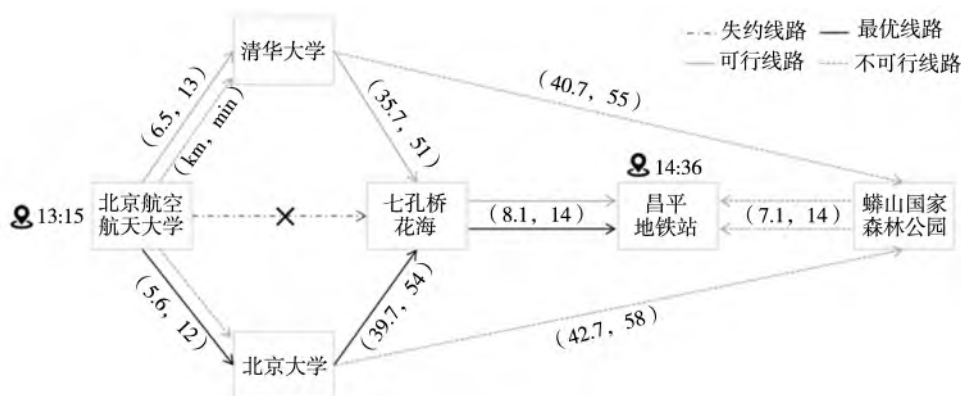 失约线路
最优线路
可行线路
不可行线路
清华大学
(6.5, 13)
(km, min)
(35.7, 51)
(40.7, 55)
14:36
13:15
北京航空
航天大学
七孔桥
花海
(8.1, 14)
昌平
地铁站
(7.1, 14)
蟒山国家
森林公园
(5.6, 12)
(39.7, 54)
(42.7, 58)
北京大学